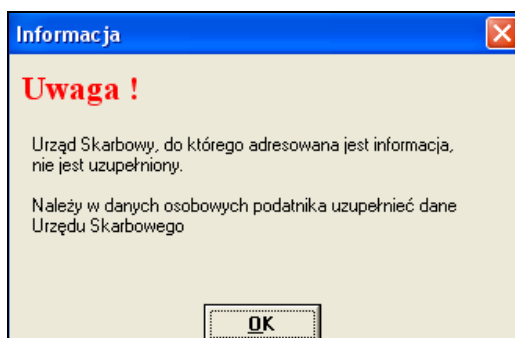 Informacja
Uwaga !
Urząd Skarbowy, do którego adresowana jest informacja,
nie jest uzupełniony.
Należy w danych osobowych podatnika uzupełnieć dane
Urzędu Skarbowego
OK